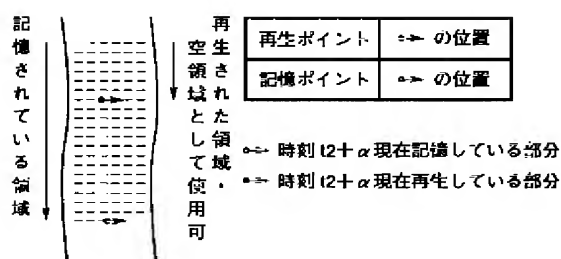 記憶されている領域
再生された領域・
空領域として使用可
再生ポイント の位置
記憶ポイント の位置
時刻t2+α現在記憶している部分
時刻t2+α現在再生している部分